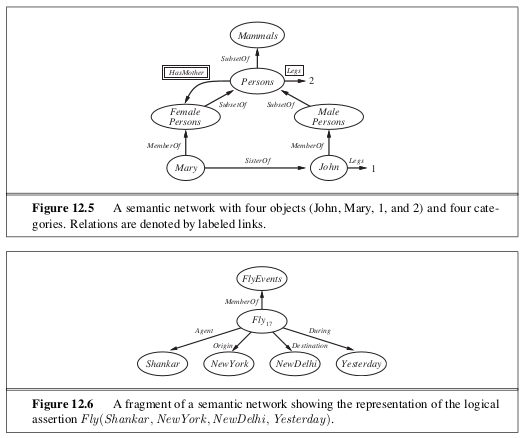 Mammals
SubsetOf
HasMother
Persons
Legs
2
SubsetOf
SubsetOf
Female
Persons
Male
Persons
MemberOf
MemberOf
Mary
SisterOf
John
Legs
1
Figure 12.5 A semantic network with four objects (John, Mary, 1, and 2) and four cate-
gories. Relations are denoted by labeled links.
FlyEvents
MemberOf
Fly17
Agent
During
Origin
Destination
Shankar
NewYork
NewDelhi
Yesterday
Figure 12.6 A fragment of a semantic network showing the representation of the logical
assertion Fly(Shankar, NewYork, NewDelhi, Yesterday).